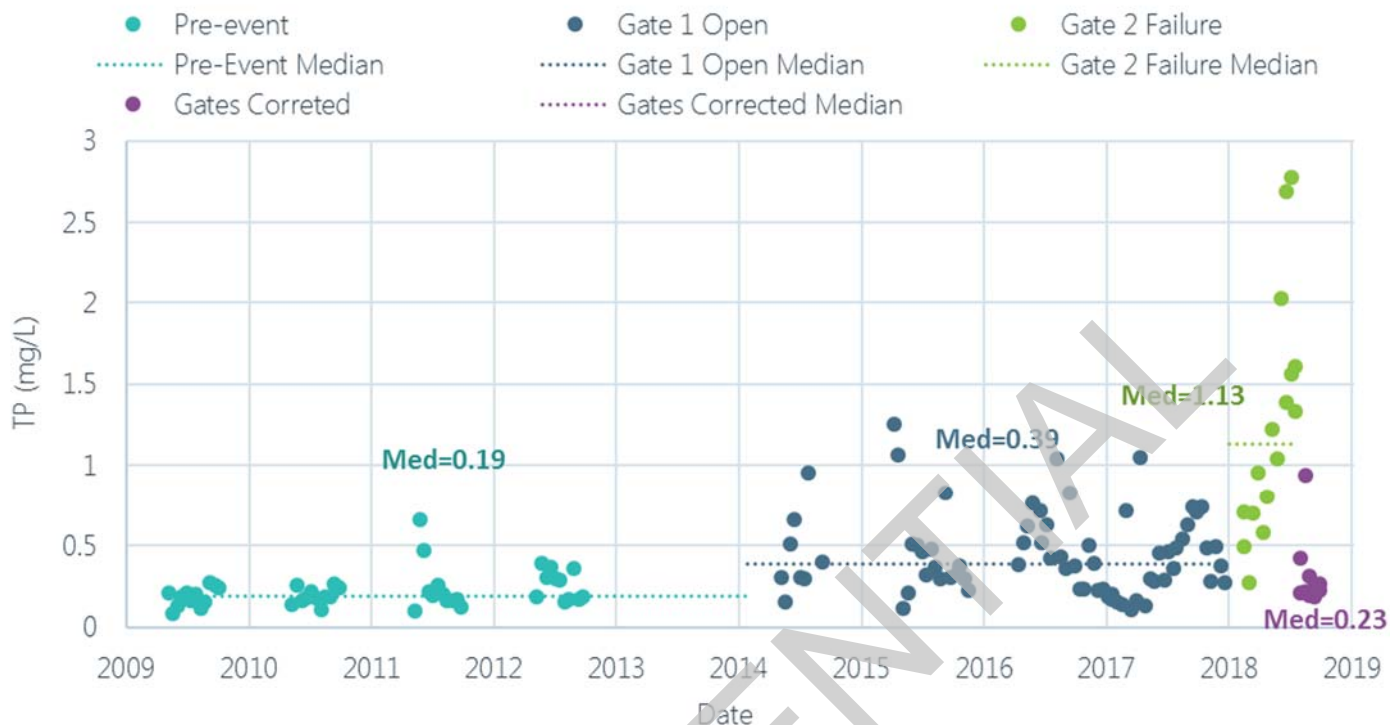 Pre-event Gate 1 Open Gate 2 Failure
Pre-Event Median Gate 1 Open Median Gate 2 Failure Median
Gates Correted Gates Corrected Median
3
2.5
2
1.5
1
0.5
0
TP (mg/L)
Med=1.13
Med=0.39
Med=0.19
Med=0.23
2009 2010 2011 2012 2013 2014 2015 2016 2017 2018 2019
Date
ENTIAL